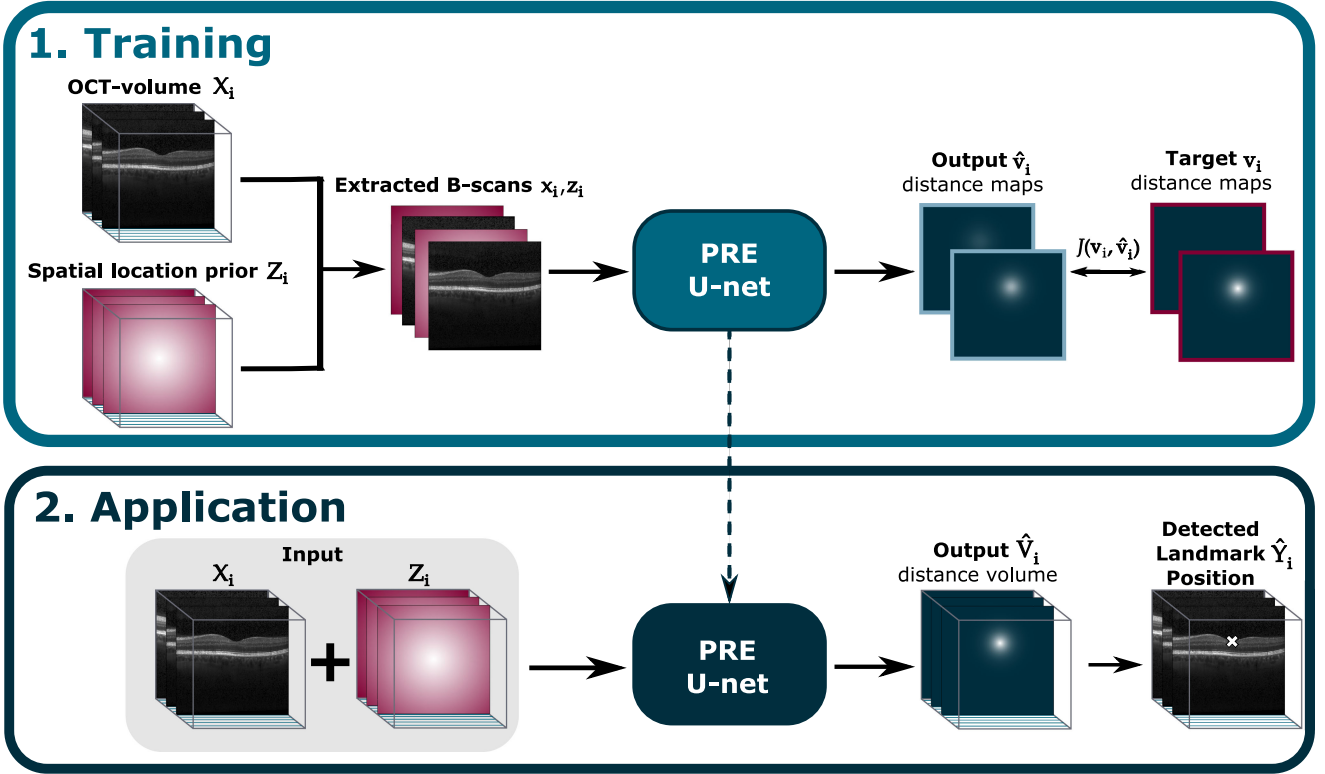 1. Training
OCT-volume Xᵢ
Spatial location prior Zᵢ
Extracted B-scans xᵢ,zᵢ
PRE
U-net
Output v̂ᵢ
distance maps
J(vᵢ, v̂ᵢ)
Target vᵢ
distance maps
2. Application
Input
Xᵢ
+
Zᵢ
PRE
U-net
Output V̂ᵢ
distance volume
Detected
Landmark Ŷᵢ
Position